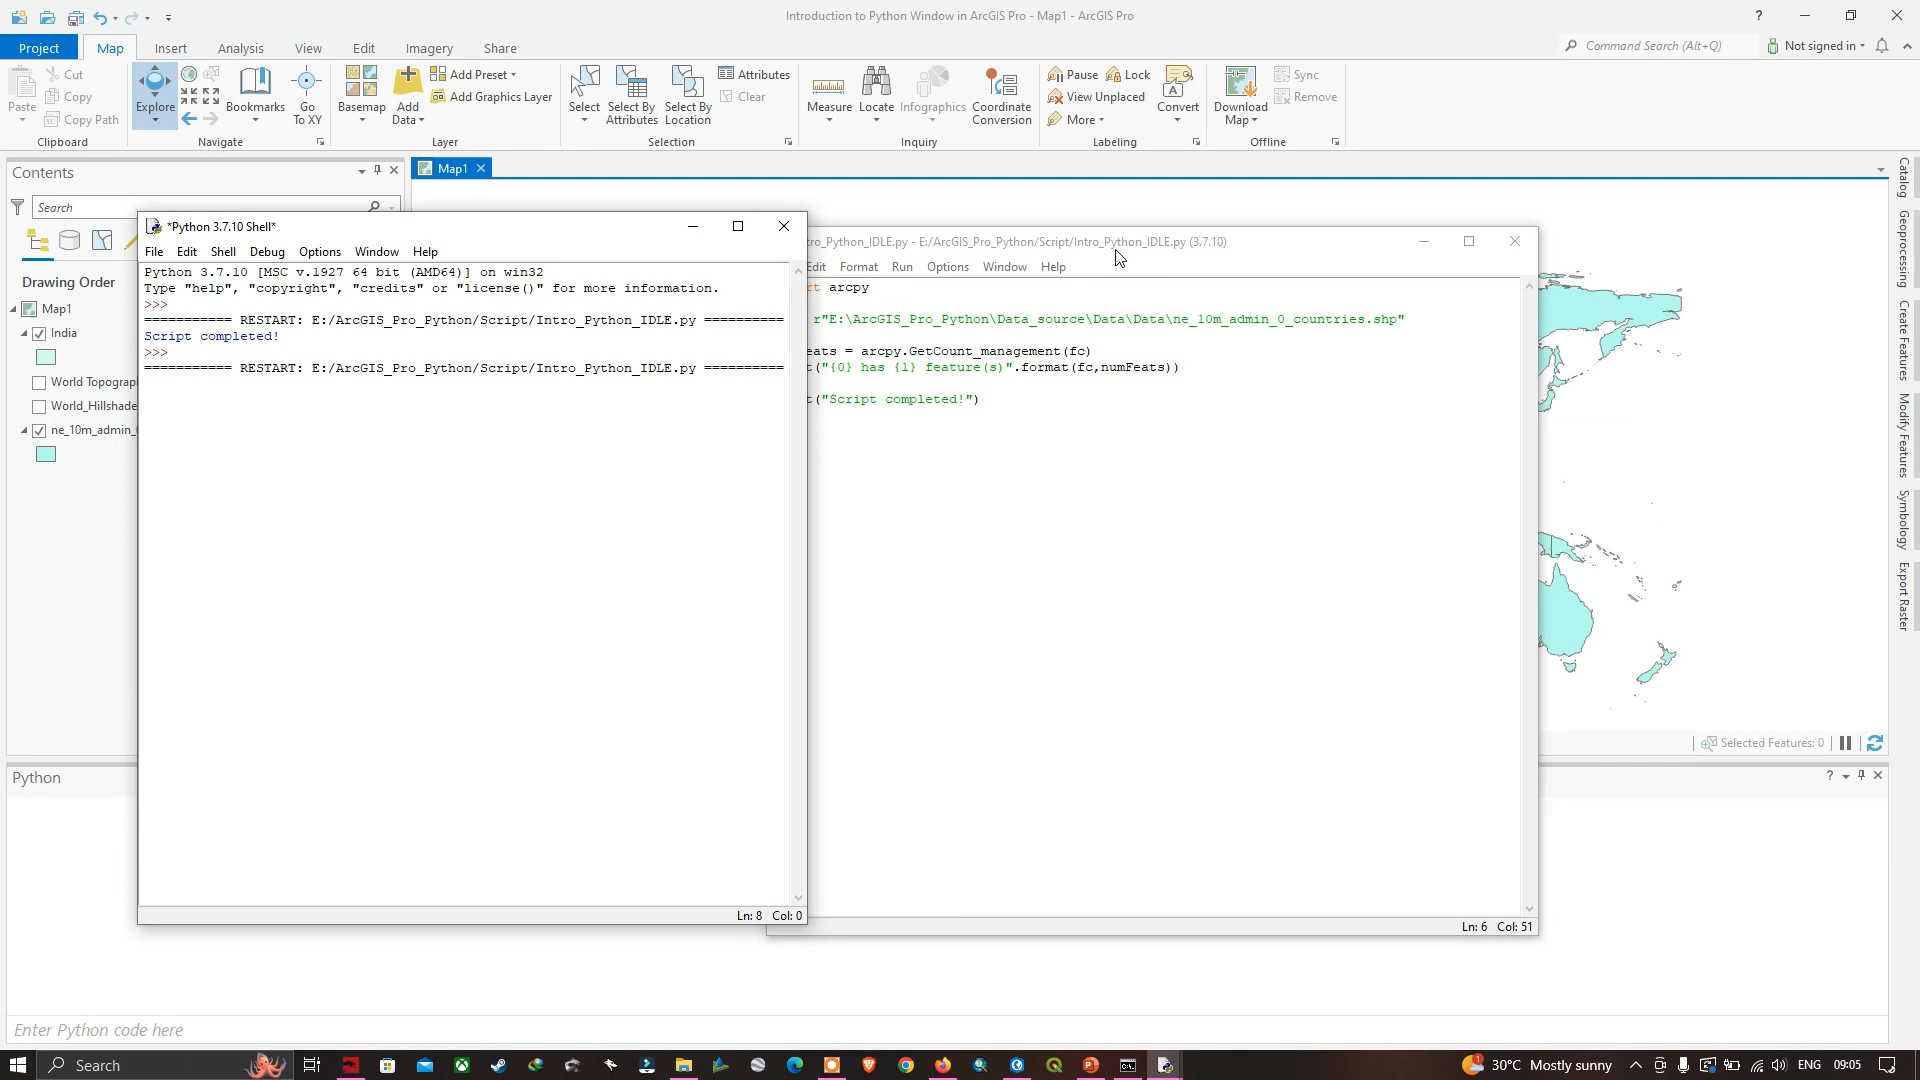 Introduction to Python Window in ArcGIS Pro - Map1 - ArcGIS Pro
?
Project
Map
Insert
Analysis
View
Edit
Imagery
Share
Command Search (Alt+Q)
Not signed in
Paste
Cut
Copy
Copy Path
Clipboard
Explore
Bookmarks
Go
To XY
Navigate
Basemap
Add
Data
Add Preset
Add Graphics Layer
Layer
Select
Select By
Attributes
Select By
Location
Attributes
Clear
Selection
Measure
Locate
Infographics
Coordinate
Conversion
Inquiry
Pause
Lock
View Unplaced
More
Convert
Labeling
Download
Map
Sync
Remove
Offline
Contents
Search
Drawing Order
Map1
India
World Topograp
World_Hillshade
ne_10m_admin_
Map1
*Python 3.7.10 Shell*
File Edit Shell Debug Options Window Help
Python 3.7.10 [MSC v.1927 64 bit (AMD64)] on win32
Type "help", "copyright", "credits" or "license()" for more information.
>>>
=========== RESTART: E:/ArcGIS_Pro_Python/Script/Intro_Python_IDLE.py ==========
Script completed!
>>>
=========== RESTART: E:/ArcGIS_Pro_Python/Script/Intro_Python_IDLE.py ==========
Ln: 8 Col: 0
tro_Python_IDLE.py - E:/ArcGIS_Pro_Python/Script/Intro_Python_IDLE.py (3.7.10)
Edit Format Run Options Window Help
rt arcpy
r"E:\ArcGIS_Pro_Python\Data_source\Data\Data\ne_10m_admin_0_countries.shp"
eats = arcpy.GetCount_management(fc)
t("{0} has {1} feature(s)".format(fc,numFeats))
t("Script completed!")
Ln: 6 Col: 51
Catalog
Geoprocessing
Create Features
Modify Features
Symbology
Export Raster
Selected Features: 0
Python
?
Enter Python code here
Search
1
30°C Mostly sunny
ENG
09:05